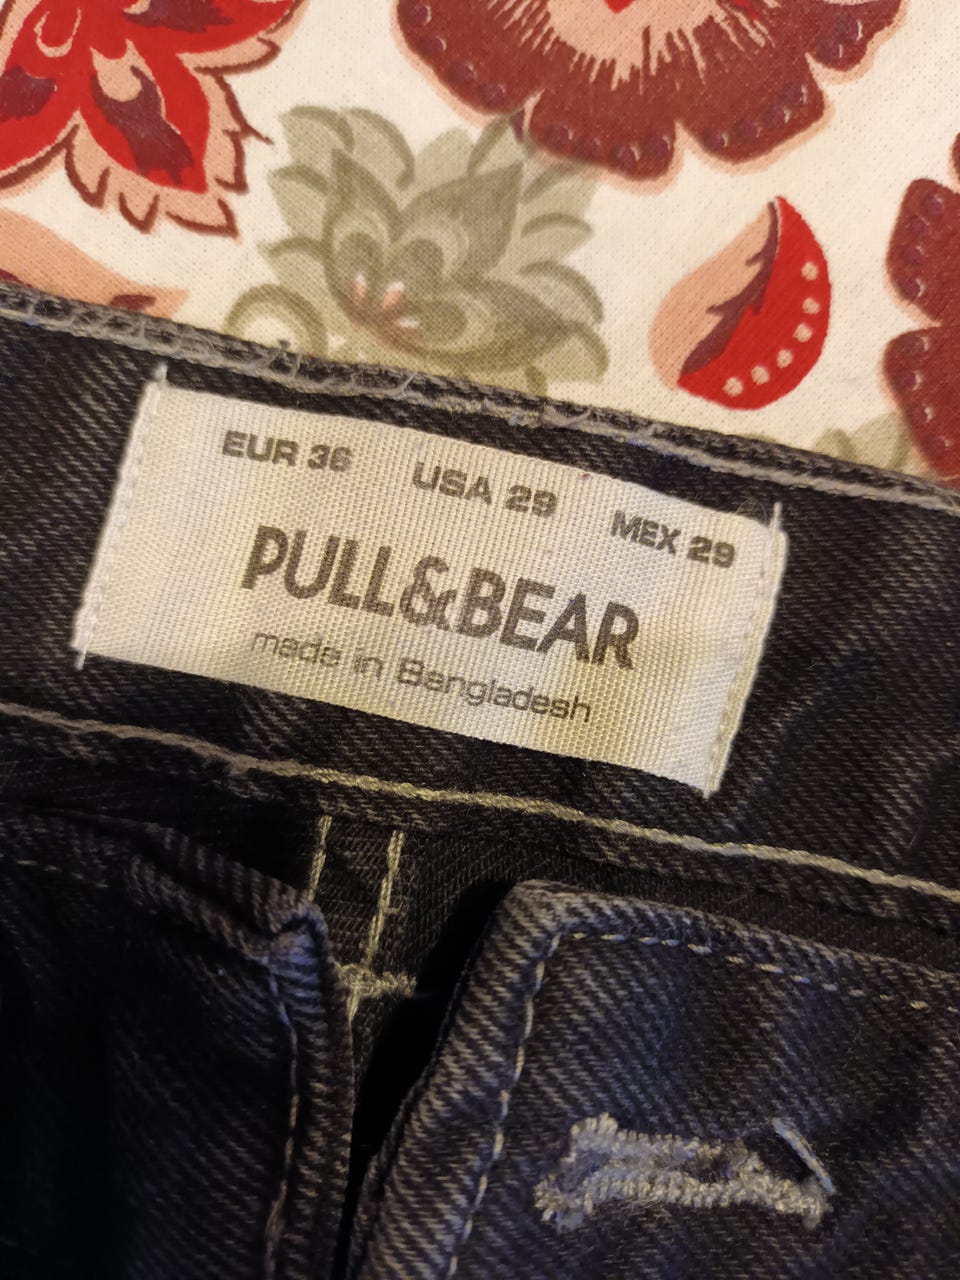 EUR 36 USA 29 MEX 29
PULL&BEAR
made in Bangladesh